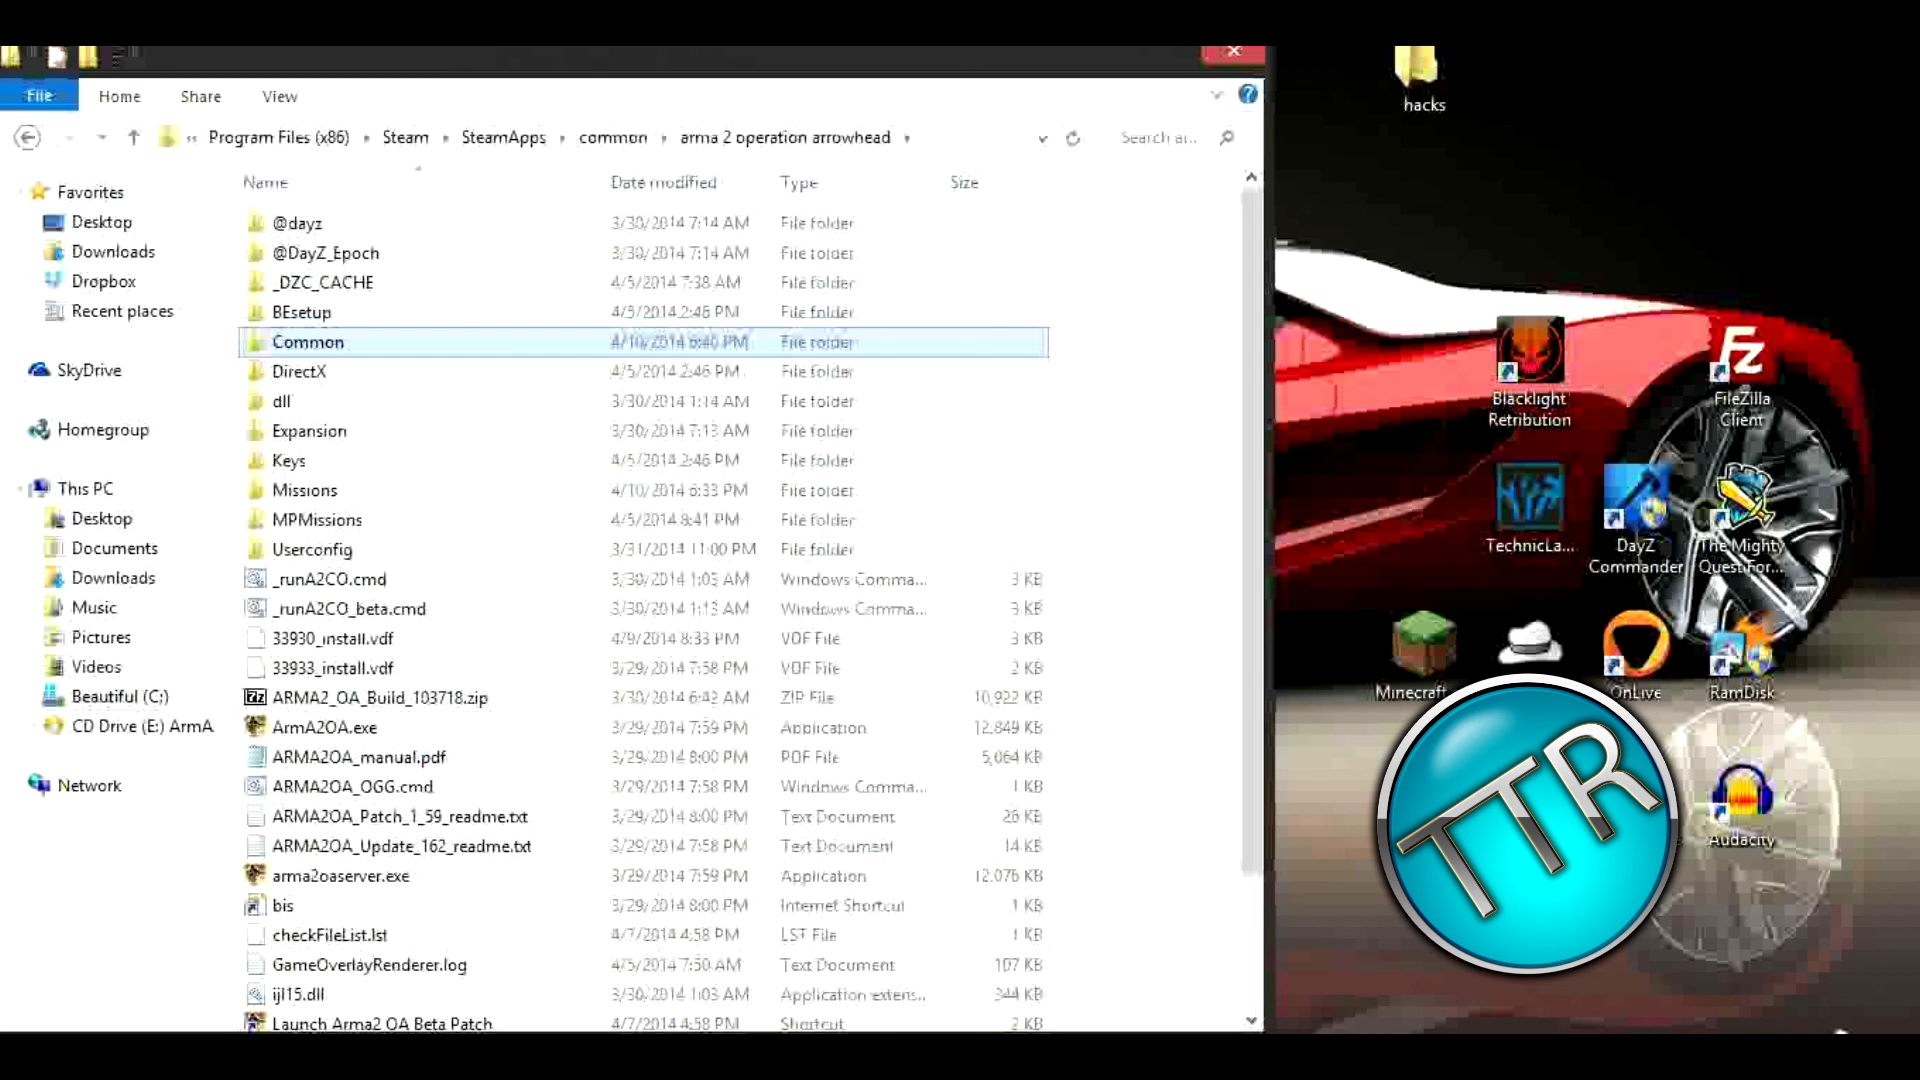 File Home Share View
Program Files (x86) Steam SteamApps common arma 2 operation arrowhead Search ar...
Name Date modified Type Size
Favorites
Desktop
Downloads
Dropbox
Recent places
SkyDrive
Homegroup
This PC
Desktop
Documents
Downloads
Music
Pictures
Videos
Beautiful (C:)
CD Drive (E:) ArmA
Network
@dayz 3/30/2014 7:14 AM File folder
@DayZ_Epoch 3/30/2014 7:14 AM File folder
_DZC_CACHE 4/5/2014 7:38 AM File folder
BEsetup 4/5/2014 2:46 PM File folder
Common 4/10/2014 6:40 PM File folder
DirectX 4/5/2014 2:46 PM File folder
dll 3/30/2014 1:14 AM File folder
Expansion 3/30/2014 7:13 AM File folder
Keys 4/5/2014 2:46 PM File folder
Missions 4/10/2014 6:33 PM File folder
MPMissions 4/5/2014 8:41 PM File folder
Userconfig 3/31/2014 11:00 PM File folder
_runA2CO.cmd 3/30/2014 1:03 AM Windows Comma... 3 KB
_runA2CO_beta.cmd 3/30/2014 1:13 AM Windows Comma... 3 KB
33930_install.vdf 4/9/2014 8:33 PM VDF File 3 KB
33933_install.vdf 3/29/2014 7:58 PM VDF File 2 KB
ARMA2_OA_Build_103718.zip 3/30/2014 6:42 AM ZIP File 10,922 KB
ArmA2OA.exe 3/29/2014 7:59 PM Application 12,849 KB
ARMA2OA_manual.pdf 3/29/2014 8:00 PM PDF File 5,064 KB
ARMA2OA_OGG.cmd 3/29/2014 7:58 PM Windows Comma... 1 KB
ARMA2OA_Patch_1_59_readme.txt 3/29/2014 8:00 PM Text Document 26 KB
ARMA2OA_Update_162_readme.txt 3/29/2014 7:58 PM Text Document 14 KB
arma2oaserver.exe 3/29/2014 7:59 PM Application 12,076 KB
bis 3/29/2014 8:00 PM Internet Shortcut 1 KB
checkFileList.lst 4/7/2014 4:58 PM LST File 1 KB
GameOverlayRenderer.log 4/5/2014 7:50 AM Text Document 107 KB
ijl15.dll 3/30/2014 1:03 AM Application extens... 344 KB
Launch Arma2 OA Beta Patch 4/7/2014 4:58 PM Shortcut 2 KB
hacks
Blacklight
Retribution
FileZilla
Client
TechnicLa...
DayZ
Commander
The Mighty
Quest For...
Minecraft
OnLive
RamDisk
TTR
Audacity